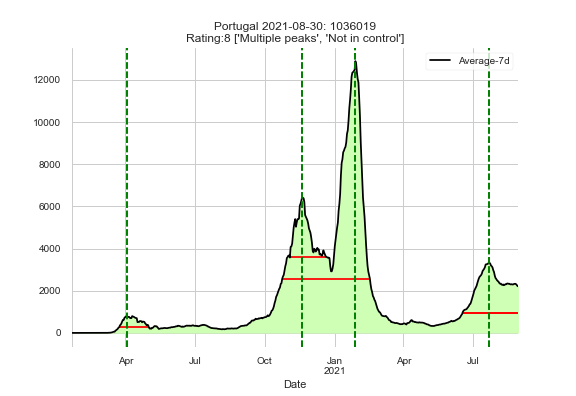 Portugal 2021-08-30: 1036019
Rating:8 ['Multiple peaks', 'Not in control']
Average-7d
12000
10000
8000
6000
4000
2000
0
Apr Jul Oct Jan Apr Jul
2021
Date